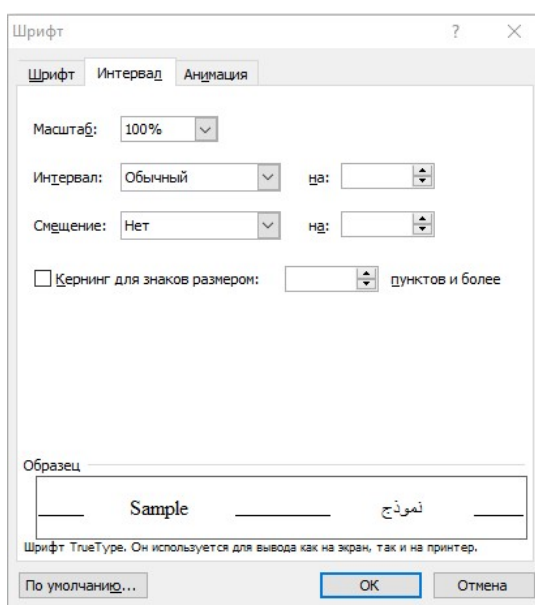 Шрифт ?
Шрифт Интервал Анимация
Масштаб: 100%
Интервал: Обычный на:
Смещение: Нет на:
Кернинг для знаков размером: пунктов и более
Образец
Sample نموذج
Шрифт TrueType. Он используется для вывода как на экран, так и на принтер.
По умолчанию... ОК Отмена